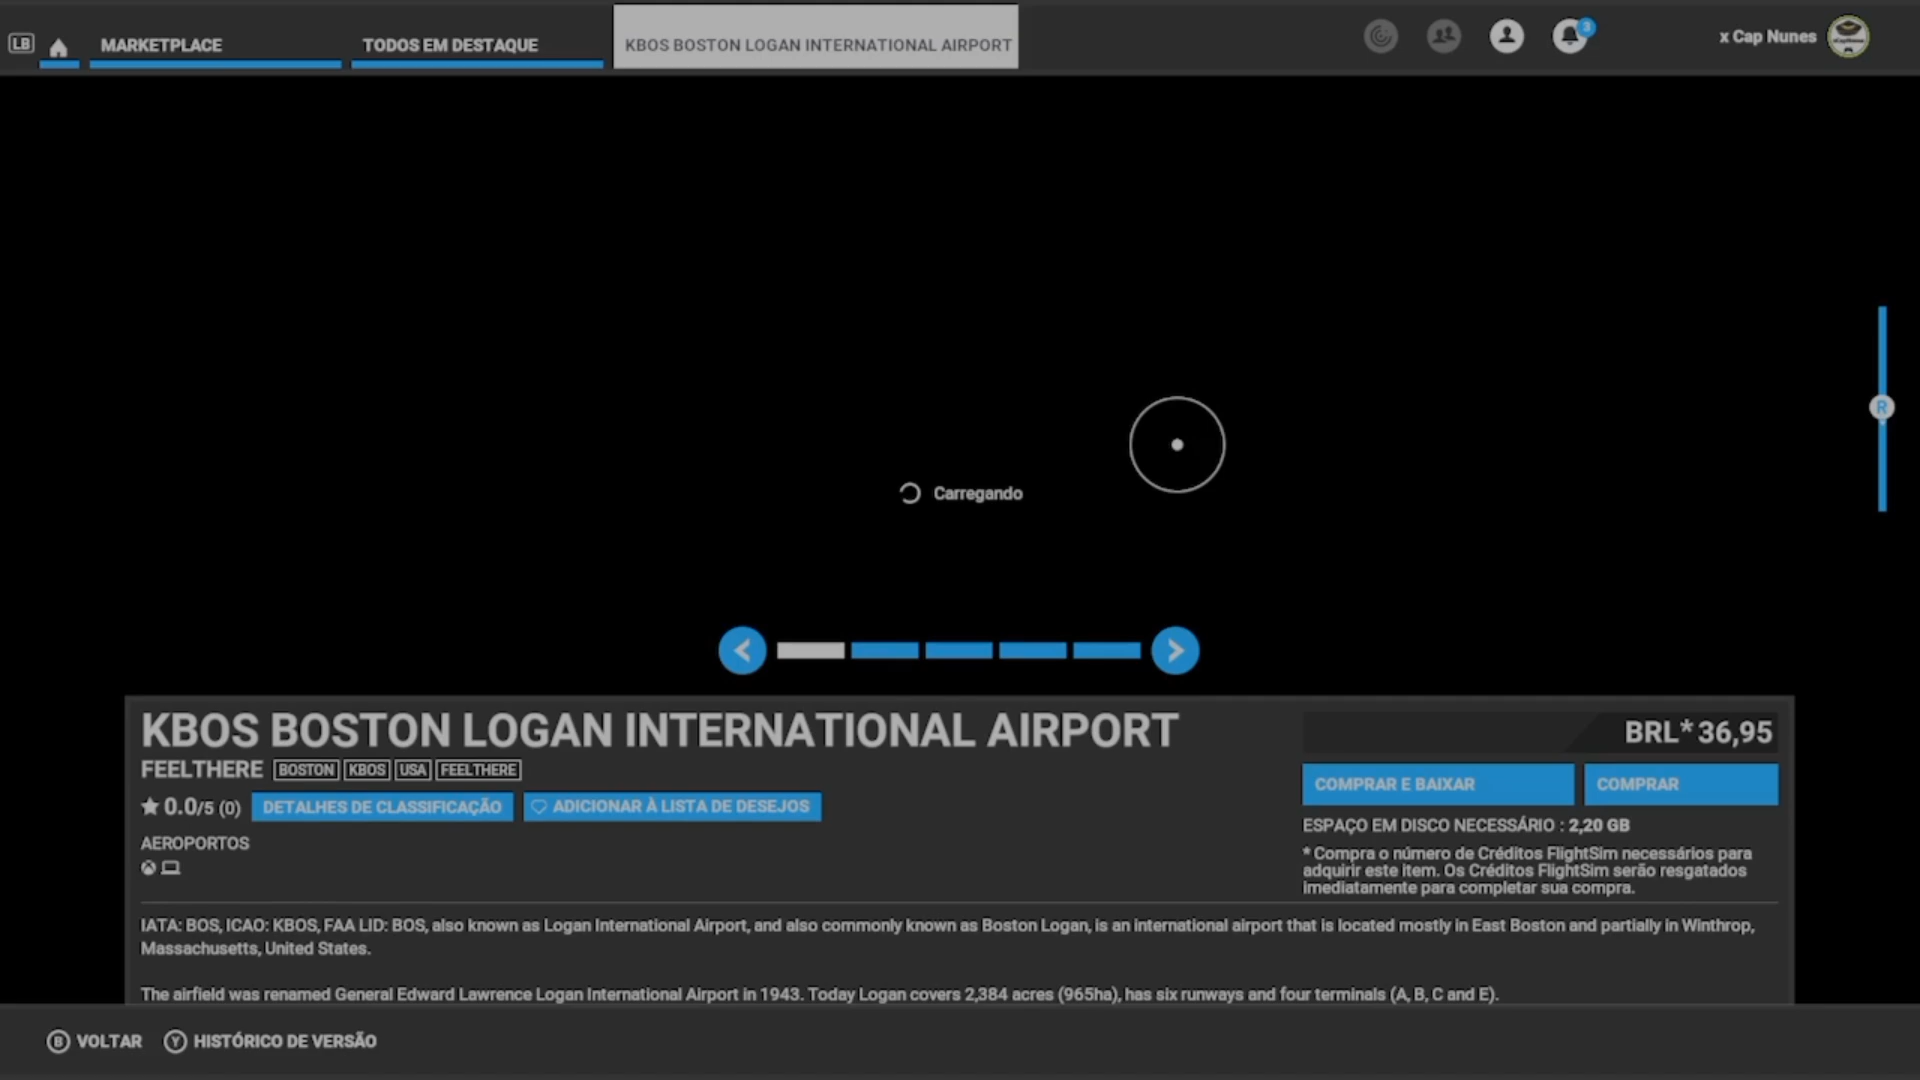 LB
MARKETPLACE
TODOS EM DESTAQUE
KBOS BOSTON LOGAN INTERNATIONAL AIRPORT
3
x Cap Nunes
R
Carregando
KBOS BOSTON LOGAN INTERNATIONAL AIRPORT
FEELTHERE BOSTON KBOS USA FEELTHERE
0.0/5 (0) DETALHES DE CLASSIFICAÇÃO ADICIONAR À LISTA DE DESEJOS
AEROPORTOS
BRL* 36,95
COMPRAR E BAIXAR COMPRAR
ESPAÇO EM DISCO NECESSÁRIO : 2,20 GB
* Compra o número de Créditos FlightSim necessários para
adquirir este item. Os Créditos FlightSim serão resgatados
imediatamente para completar sua compra.
IATA: BOS, ICAO: KBOS, FAA LID: BOS, also known as Logan International Airport, and also commonly known as Boston Logan, is an international airport that is located mostly in East Boston and partially in Winthrop,
Massachusetts, United States.
The airfield was renamed General Edward Lawrence Logan International Airport in 1943. Today Logan covers 2,384 acres (965ha), has six runways and four terminals (A, B, C and E).
B VOLTAR Y HISTÓRICO DE VERSÃO